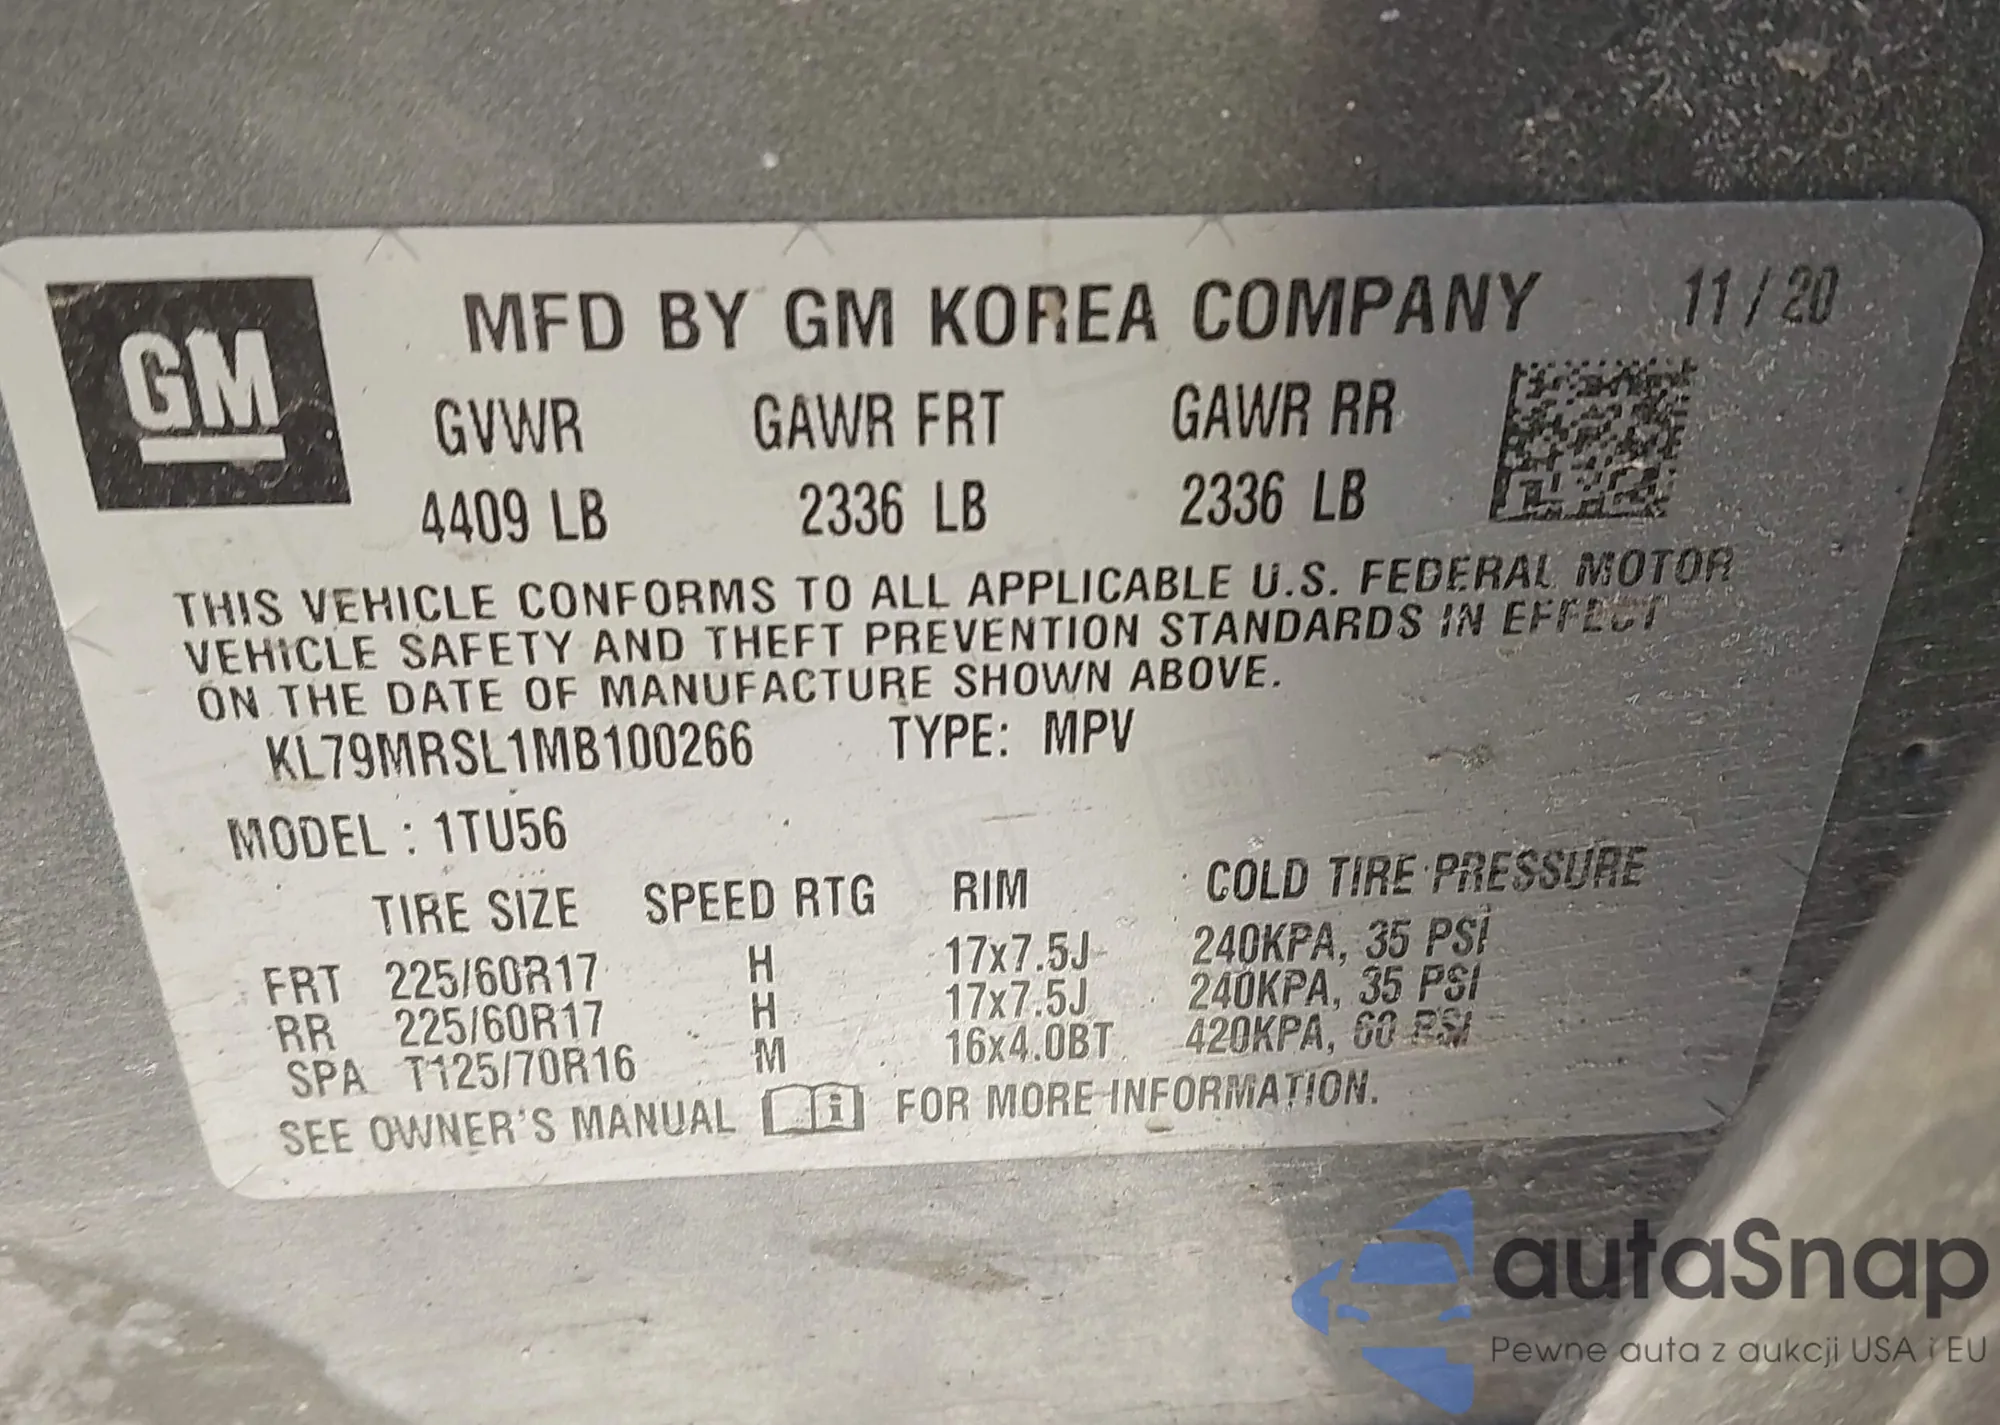 GM
MFD BY GM KOREA COMPANY 11/20
GVWR GAWR FRT GAWR RR
4409 LB 2336 LB 2336 LB
THIS VEHICLE CONFORMS TO ALL APPLICABLE U.S. FEDERAL MOTOR
VEHICLE SAFETY AND THEFT PREVENTION STANDARDS IN EFFECT
ON THE DATE OF MANUFACTURE SHOWN ABOVE.
KL79MRSL1MB100266 TYPE: MPV
MODEL : 1TU56
TIRE SIZE SPEED RTG RIM COLD TIRE PRESSURE
FRT 225/60R17 H 17x7.5J 240KPA, 35 PSI
RR 225/60R17 H 17x7.5J 240KPA, 35 PSI
SPA T125/70R16 M 16x4.0BT 420KPA, 60 PSI
SEE OWNER'S MANUAL i FOR MORE INFORMATION.
autaSnap
Pewne auta z aukcji USA i EU